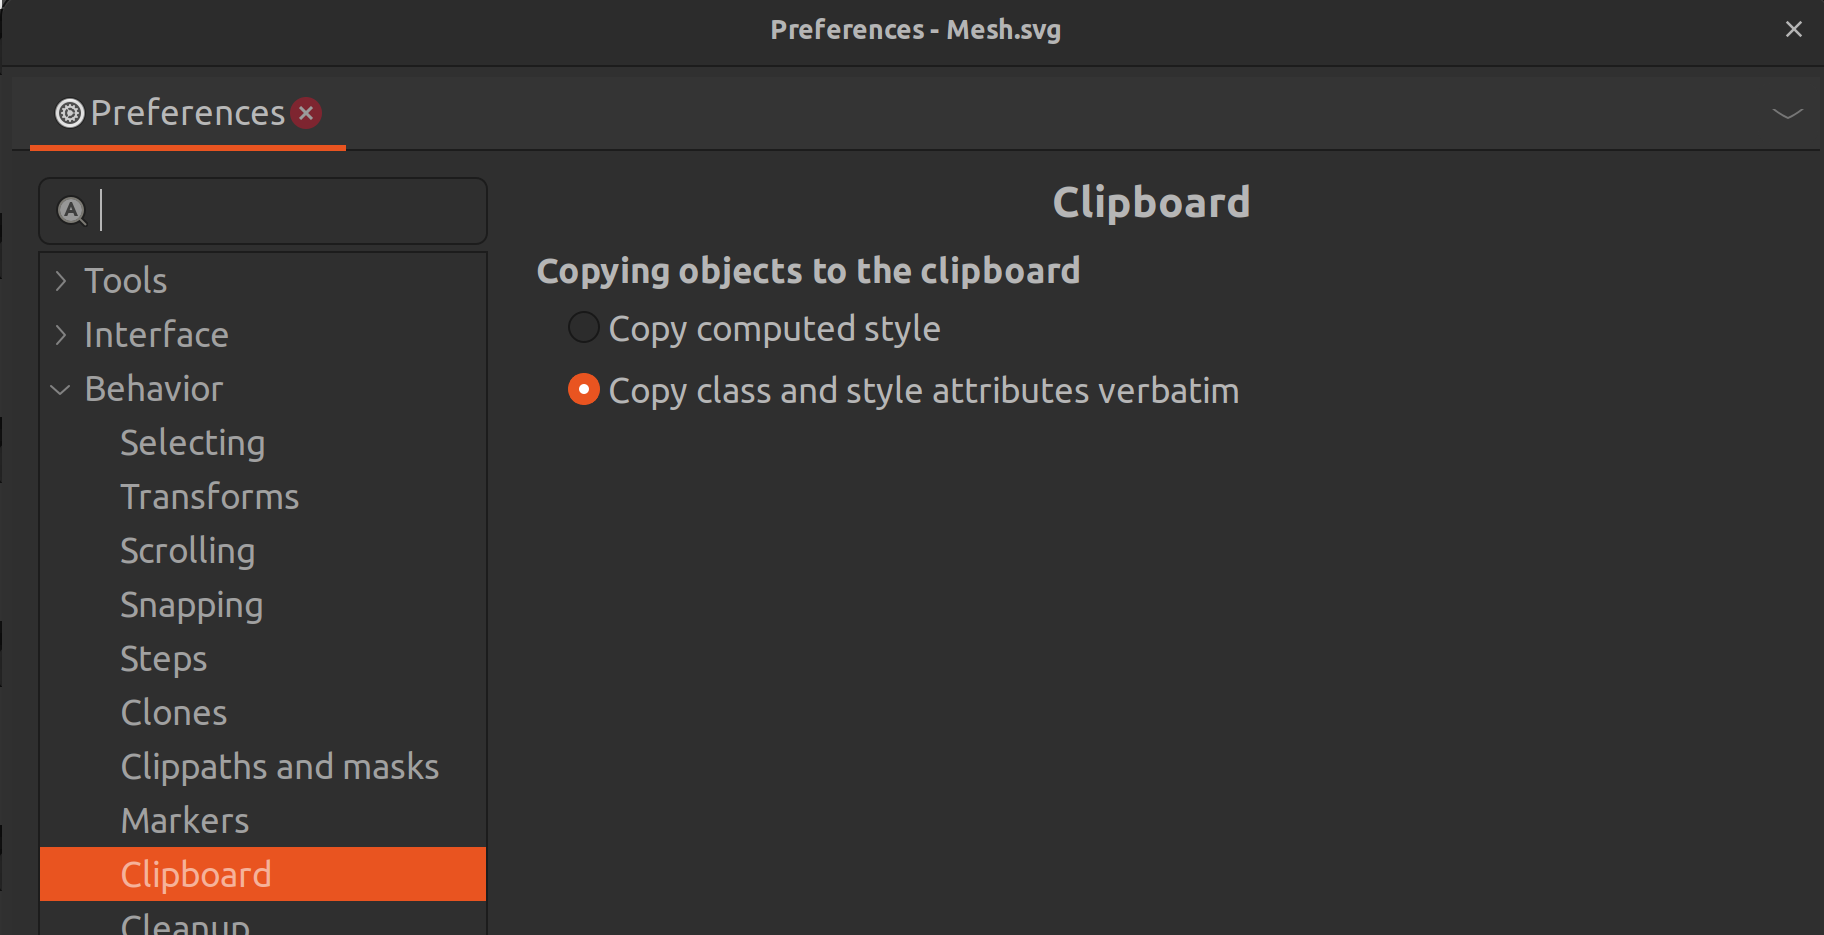 Preferences - Mesh.svg
Preferences
Clipboard
Copying objects to the clipboard
Copy computed style
Copy class and style attributes verbatim
Tools
Interface
Behavior
Selecting
Transforms
Scrolling
Snapping
Steps
Clones
Clippaths and masks
Markers
Clipboard
Cleanup